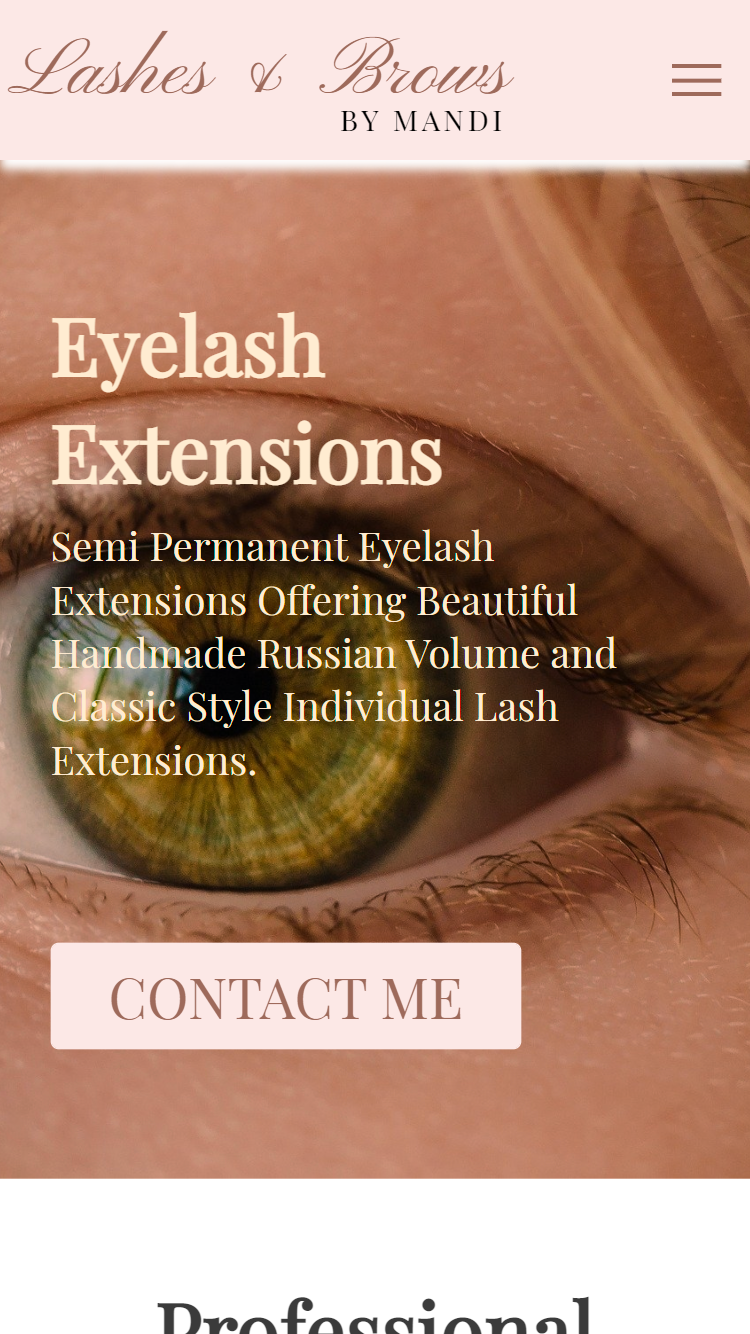 Lashes & Brows
BY MANDI
Eyelash
Extensions
Semi Permanent Eyelash
Extensions Offering Beautiful
Handmade Russian Volume and
Classic Style Individual Lash
Extensions.
CONTACT ME
Professional